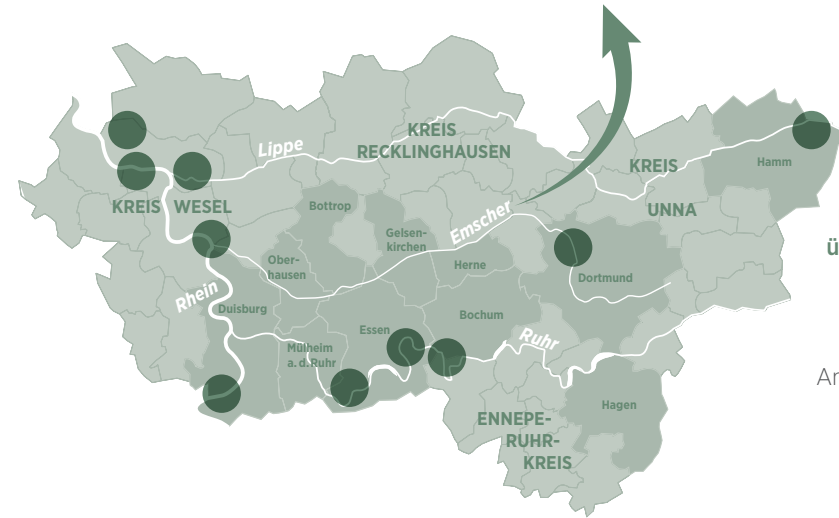 KREIS
RECKLINGHAUSEN
Lippe
KREIS
UNNA
Hamm
KREIS WESEL
Bottrop
Gelsen-
kirchen
Emscher
Ober-
hausen
Herne
Dortmund
Rhein
Duisburg
Essen
Bochum
Ruhr
Mülheim
a. d. Ruhr
Hagen
ENNEPE-
RUHR-
KREIS
ü
Ar